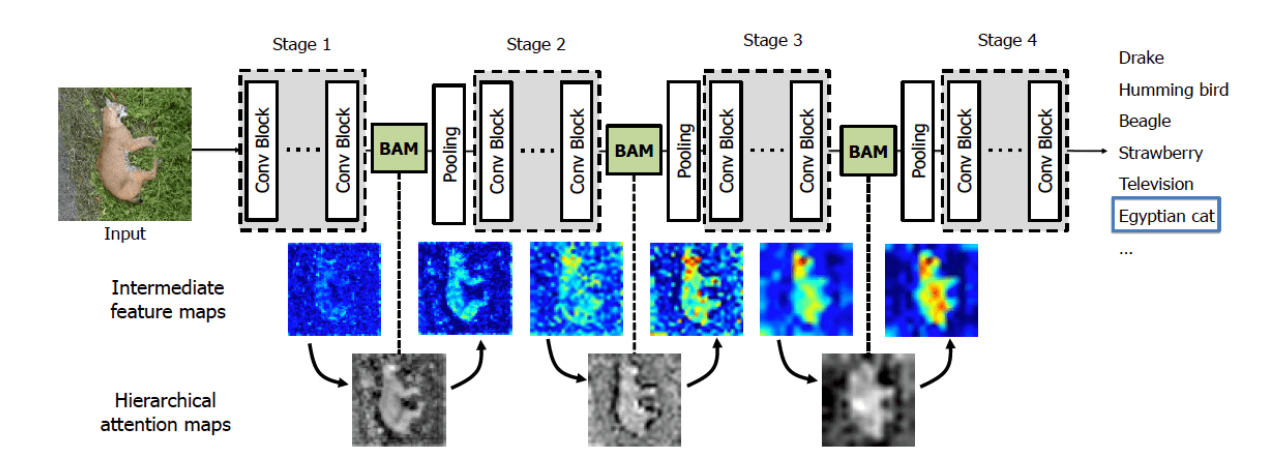 Stage 1
Stage 2
Stage 3
Stage 4
Conv Block
....
Conv Block
BAM
Pooling
Conv Block
....
Conv Block
BAM
Pooling
Conv Block
....
Conv Block
BAM
Pooling
Conv Block
....
Conv Block
Drake
Humming bird
Beagle
Strawberry
Television
Egyptian cat
...
Input
Intermediate
feature maps
Hierarchical
attention maps